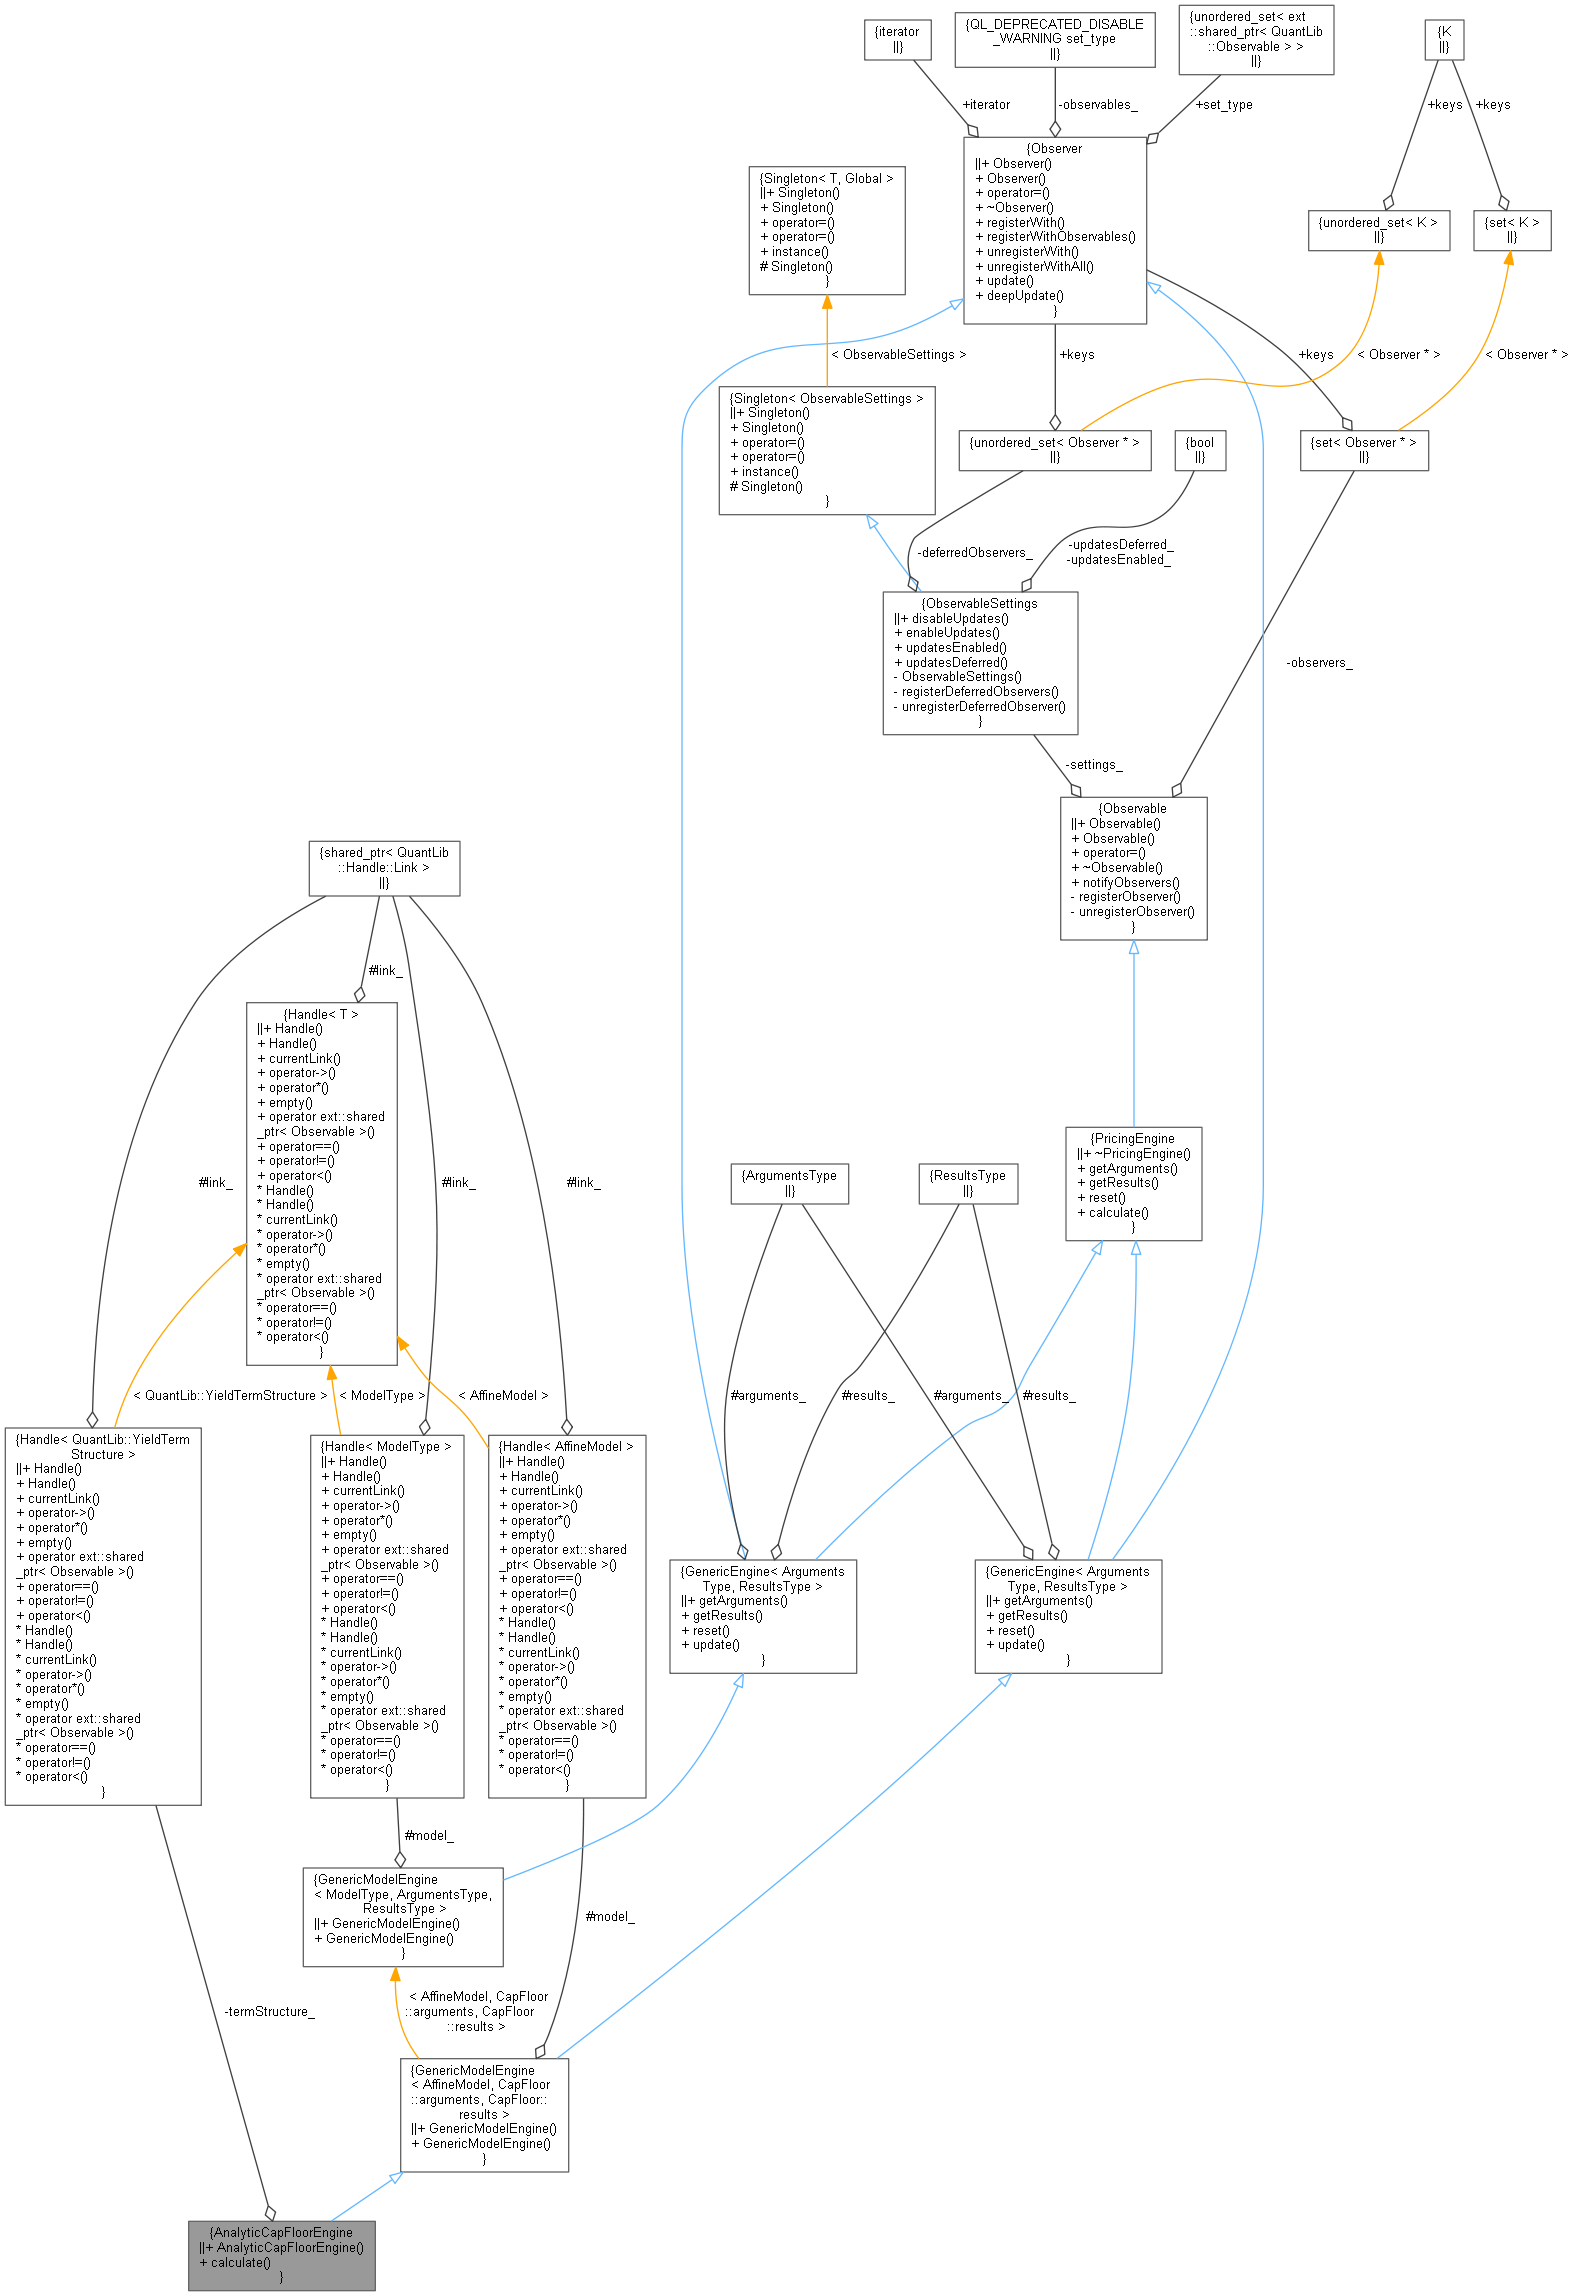 {iterator
||}
{QL_DEPRECATED_DISABLE
_WARNING set_type
||}
{unordered_set< ext
::shared_ptr< QuantLib
::Observable > >
||}
{K
||}
+iterator
-observables_
+set_type
+keys
+keys
{Observer
||+ Observer()
+ Observer()
+ operator=()
+ ~Observer()
+ registerWith()
+ registerWithObservables()
+ unregisterWith()
+ unregisterWithAll()
+ update()
+ deepUpdate()
}
{Singleton< T, Global >
||+ Singleton()
+ Singleton()
+ operator=()
+ operator=()
+ instance()
# Singleton()
}
{unordered_set< K >
||}
{set< K >
||}
< ObservableSettings >
+keys
+keys
< Observer * >
< Observer * >
{Singleton< ObservableSettings >
||+ Singleton()
+ Singleton()
+ operator=()
+ operator=()
+ instance()
# Singleton()
}
{unordered_set< Observer * >
||}
{bool
||}
{set< Observer * >
||}
-deferredObservers_
-updatesDeferred_
-updatesEnabled_
{ObservableSettings
||+ disableUpdates()
+ enableUpdates()
+ updatesEnabled()
+ updatesDeferred()
- ObservableSettings()
- registerDeferredObservers()
- unregisterDeferredObserver()
}
-observers_
-settings_
{Observable
||+ Observable()
+ Observable()
+ operator=()
+ ~Observable()
+ notifyObservers()
- registerObserver()
- unregisterObserver()
}
{shared_ptr< QuantLib
::Handle::Link >
||}
#link_
{Handle< T >
||+ Handle()
+ Handle()
+ currentLink()
+ operator->()
+ operator*()
+ empty()
+ operator ext::shared
_ptr< Observable >()
+ operator==()
+ operator!=()
+ operator<()
* Handle()
* Handle()
* currentLink()
* operator->()
* operator*()
* empty()
* operator ext::shared
_ptr< Observable >()
* operator==()
* operator!=()
* operator<()
}
#link_
#link_
#link_
{ArgumentsType
||}
{ResultsType
||}
{PricingEngine
||+ ~PricingEngine()
+ getArguments()
+ getResults()
+ reset()
+ calculate()
}
< QuantLib::YieldTermStructure >
< ModelType >
< AffineModel >
#arguments_
#results_
#arguments_
#results_
{Handle< QuantLib::YieldTerm
Structure >
||+ Handle()
+ Handle()
+ currentLink()
+ operator->()
+ operator*()
+ empty()
+ operator ext::shared
_ptr< Observable >()
+ operator==()
+ operator!=()
+ operator<()
* Handle()
* Handle()
* currentLink()
* operator->()
* operator*()
* empty()
* operator ext::shared
_ptr< Observable >()
* operator==()
* operator!=()
* operator<()
}
{Handle< ModelType >
||+ Handle()
+ Handle()
+ currentLink()
+ operator->()
+ operator*()
+ empty()
+ operator ext::shared
_ptr< Observable >()
+ operator==()
+ operator!=()
+ operator<()
* Handle()
* Handle()
* currentLink()
* operator->()
* operator*()
* empty()
* operator ext::shared
_ptr< Observable >()
* operator==()
* operator!=()
* operator<()
}
{Handle< AffineModel >
||+ Handle()
+ Handle()
+ currentLink()
+ operator->()
+ operator*()
+ empty()
+ operator ext::shared
_ptr< Observable >()
+ operator==()
+ operator!=()
+ operator<()
* Handle()
* Handle()
* currentLink()
* operator->()
* operator*()
* empty()
* operator ext::shared
_ptr< Observable >()
* operator==()
* operator!=()
* operator<()
}
{GenericEngine< Arguments
Type, ResultsType >
||+ getArguments()
+ getResults()
+ reset()
+ update()
}
{GenericEngine< Arguments
Type, ResultsType >
||+ getArguments()
+ getResults()
+ reset()
+ update()
}
#model_
{GenericModelEngine
< ModelType, ArgumentsType,
ResultsType >
||+ GenericModelEngine()
+ GenericModelEngine()
}
#model_
< AffineModel, CapFloor
::arguments, CapFloor
::results >
-termStructure_
{GenericModelEngine
< AffineModel, CapFloor
::arguments, CapFloor::
results >
||+ GenericModelEngine()
+ GenericModelEngine()
}
{AnalyticCapFloorEngine
||+ AnalyticCapFloorEngine()
+ calculate()
}